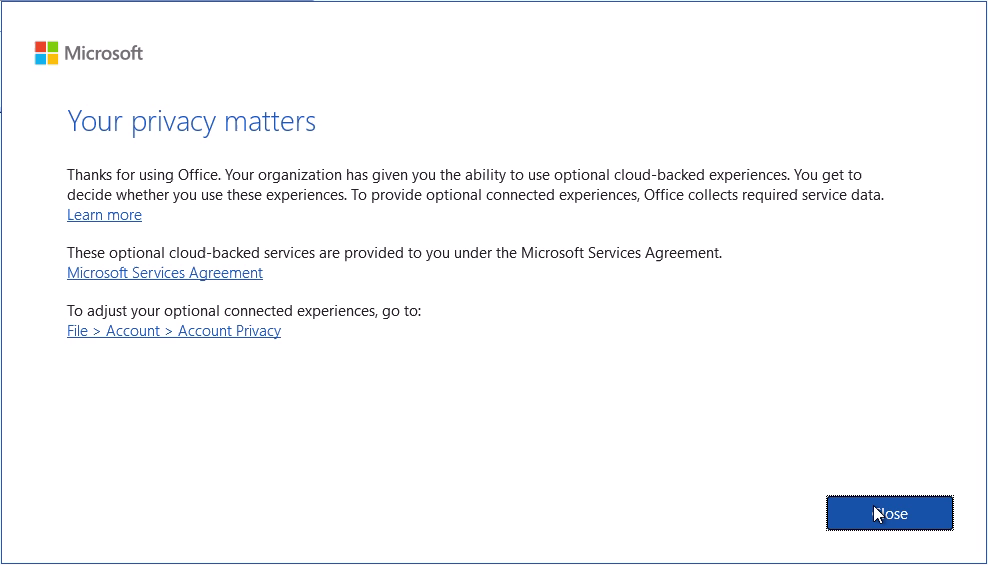 Microsoft
Your privacy matters
Thanks for using Office. Your organization has given you the ability to use optional cloud-backed experiences. You get to
decide whether you use these experiences. To provide optional connected experiences, Office collects required service data.
Learn more
These optional cloud-backed services are provided to you under the Microsoft Services Agreement.
Microsoft Services Agreement
To adjust your optional connected experiences, go to:
File > Account > Account Privacy
Close